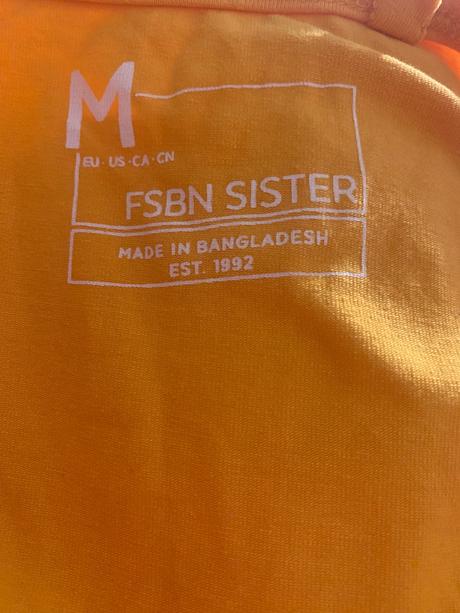 M
EU · US · CA · CN
FSBN SISTER
MADE IN BANGLADESH
EST. 1992